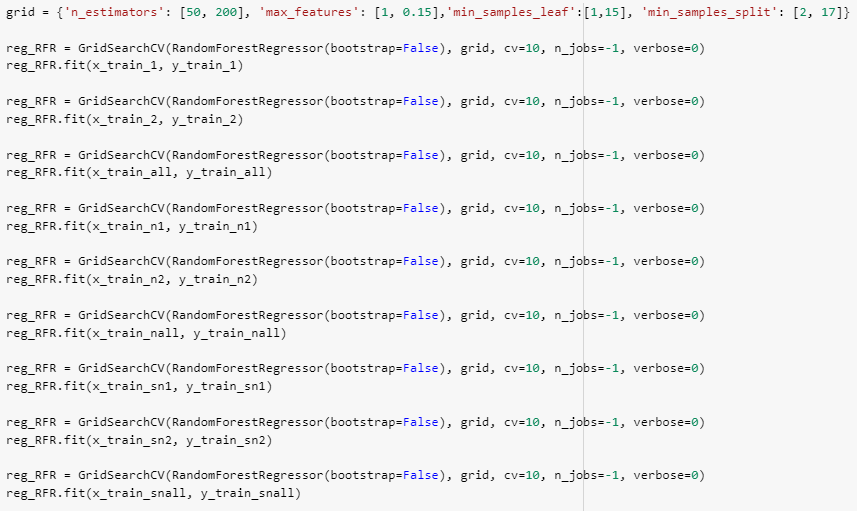 grid = {'n_estimators': [50, 200], 'max_features': [1, 0.15],'min_samples_leaf':[1,15], 'min_samples_split': [2, 17]}
reg_RFR = GridSearchCV(RandomForestRegressor(bootstrap=False), grid, cv=10, n_jobs=-1, verbose=0)
reg_RFR.fit(x_train_1, y_train_1)
reg_RFR = GridSearchCV(RandomForestRegressor(bootstrap=False), grid, cv=10, n_jobs=-1, verbose=0)
reg_RFR.fit(x_train_2, y_train_2)
reg_RFR = GridSearchCV(RandomForestRegressor(bootstrap=False), grid, cv=10, n_jobs=-1, verbose=0)
reg_RFR.fit(x_train_all, y_train_all)
reg_RFR = GridSearchCV(RandomForestRegressor(bootstrap=False), grid, cv=10, n_jobs=-1, verbose=0)
reg_RFR.fit(x_train_n1, y_train_n1)
reg_RFR = GridSearchCV(RandomForestRegressor(bootstrap=False), grid, cv=10, n_jobs=-1, verbose=0)
reg_RFR.fit(x_train_n2, y_train_n2)
reg_RFR = GridSearchCV(RandomForestRegressor(bootstrap=False), grid, cv=10, n_jobs=-1, verbose=0)
reg_RFR.fit(x_train_nall, y_train_nall)
reg_RFR = GridSearchCV(RandomForestRegressor(bootstrap=False), grid, cv=10, n_jobs=-1, verbose=0)
reg_RFR.fit(x_train_sn1, y_train_sn1)
reg_RFR = GridSearchCV(RandomForestRegressor(bootstrap=False), grid, cv=10, n_jobs=-1, verbose=0)
reg_RFR.fit(x_train_sn2, y_train_sn2)
reg_RFR = GridSearchCV(RandomForestRegressor(bootstrap=False), grid, cv=10, n_jobs=-1, verbose=0)
reg_RFR.fit(x_train_snall, y_train_snall)